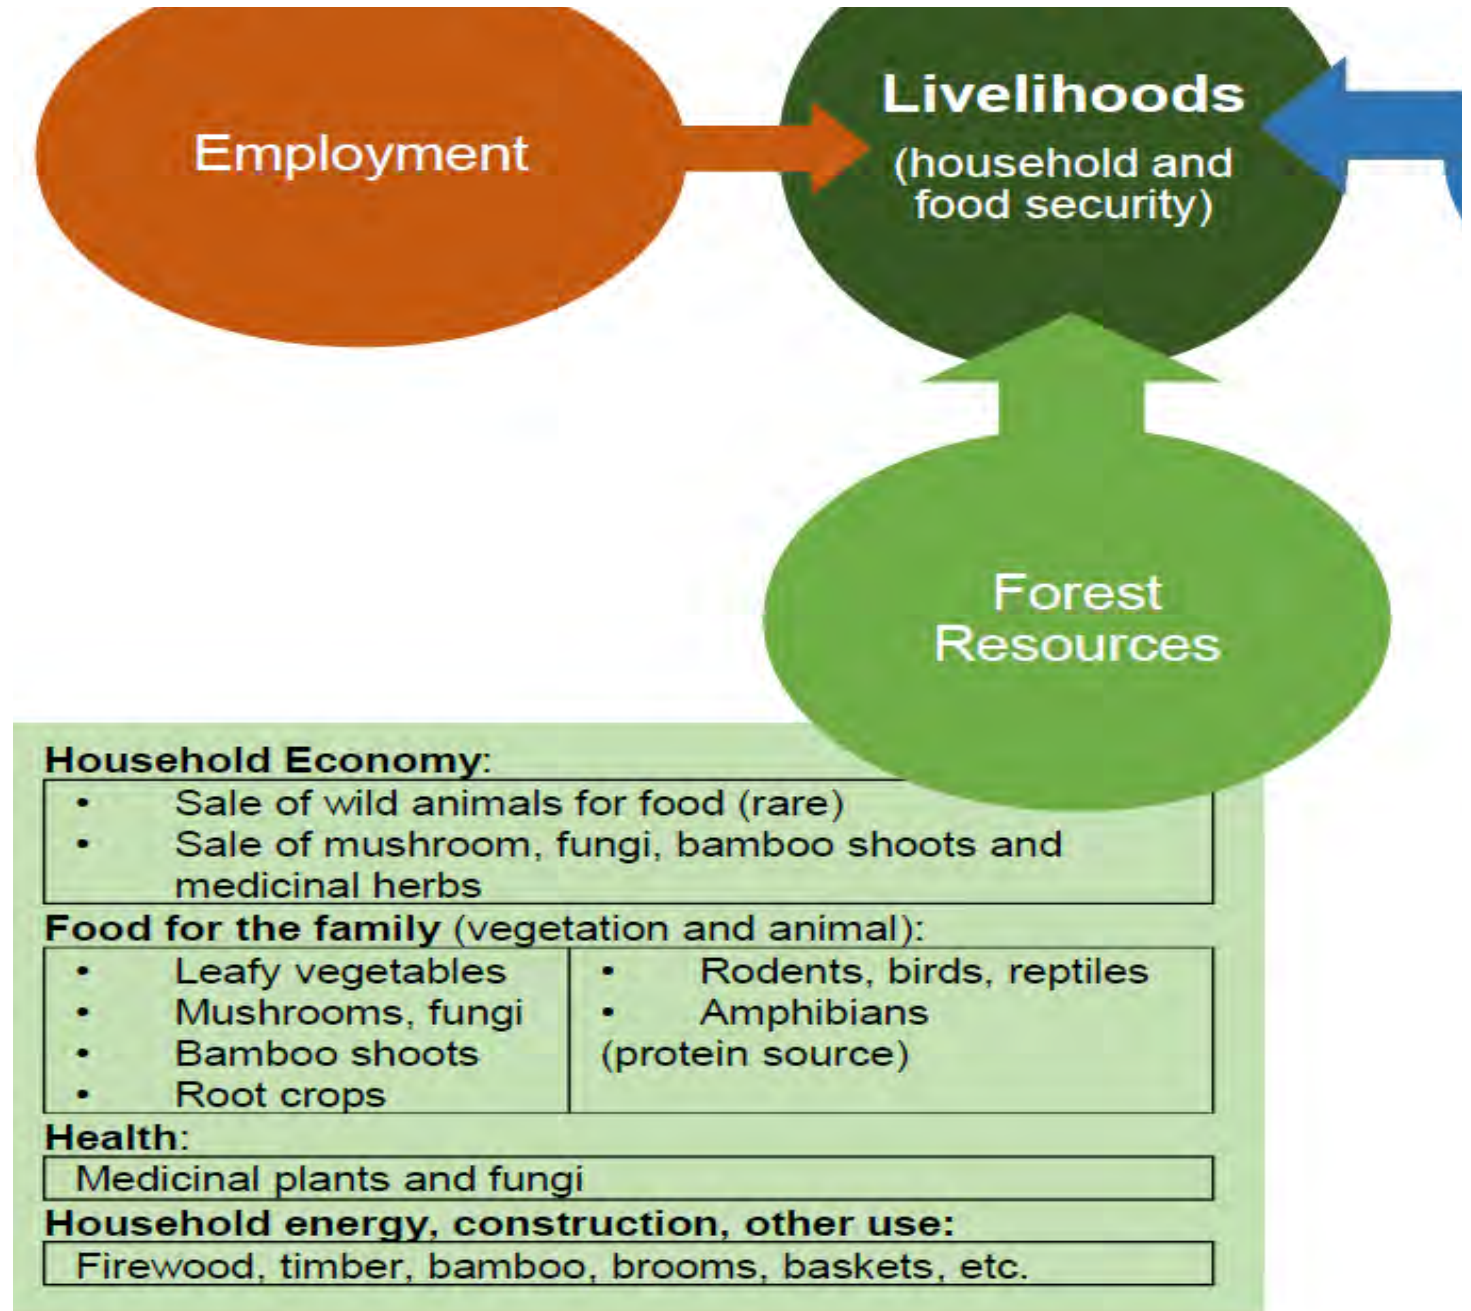 Employment
Livelihoods
(household and
food security)
Forest
Resources
Household Economy:
• Sale of wild animals for food (rare)
• Sale of mushroom, fungi, bamboo shoots and
medicinal herbs
Food for the family (vegetation and animal):
• Leafy vegetables
• Mushrooms, fungi
• Bamboo shoots
• Root crops
• Rodents, birds, reptiles
• Amphibians
(protein source)
Health:
Medicinal plants and fungi
Household energy, construction, other use:
Firewood, timber, bamboo, brooms, baskets, etc.